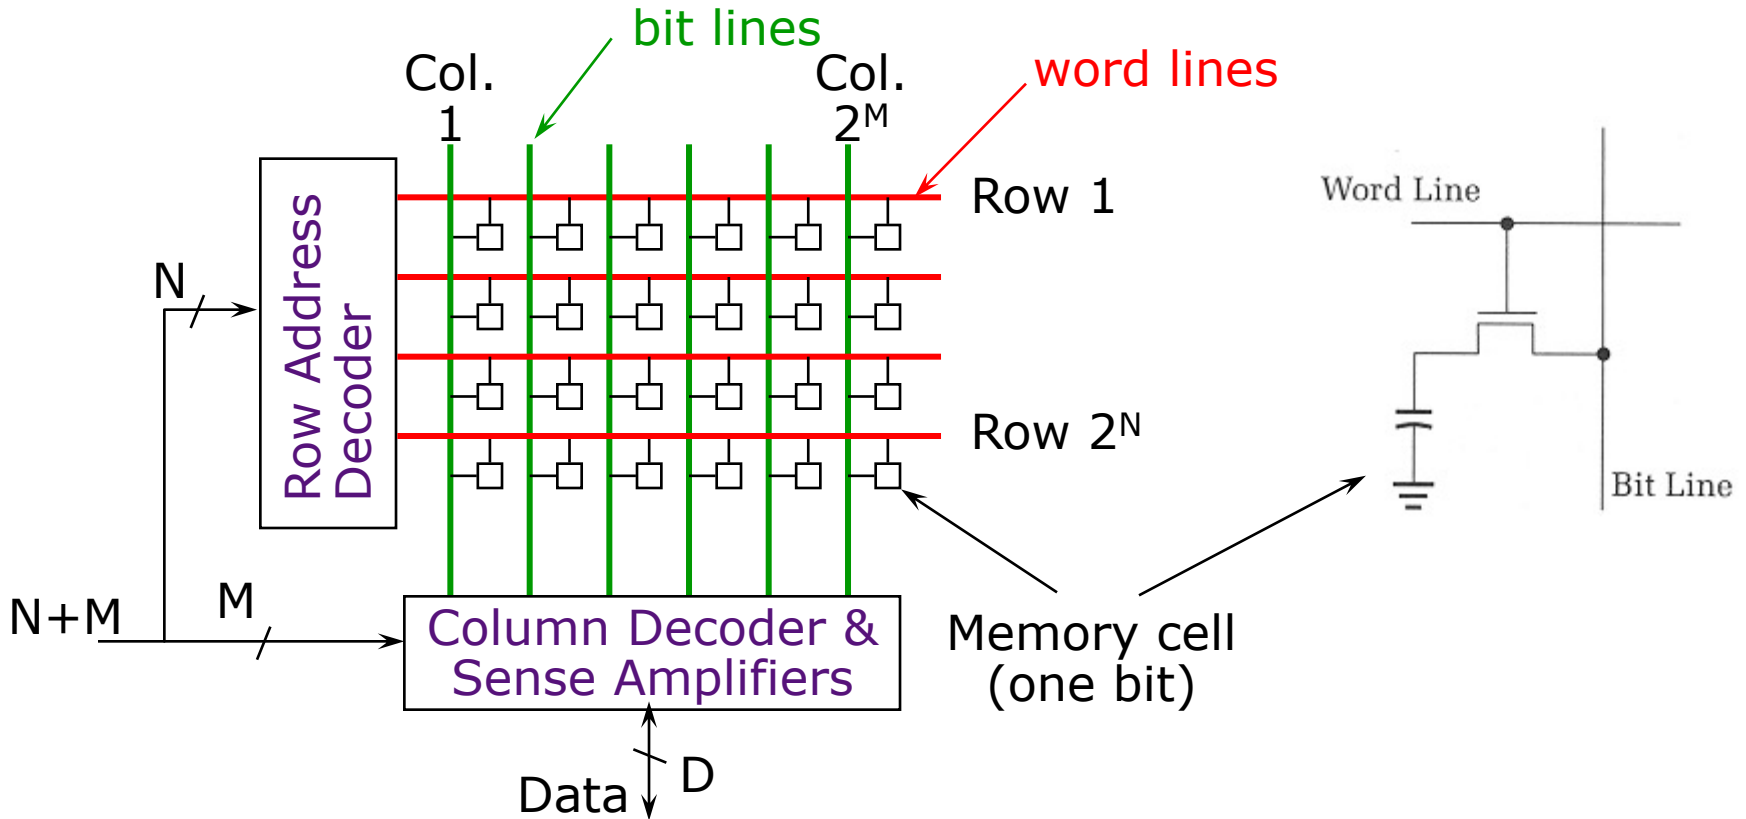 bit lines
Col.
1
Col.
2ᴹ
word lines
Row 1
Word Line
N
Row Address
Decoder
Row 2ᴺ
Bit Line
N+M
M
Column Decoder &
Sense Amplifiers
Memory cell
(one bit)
D
Data